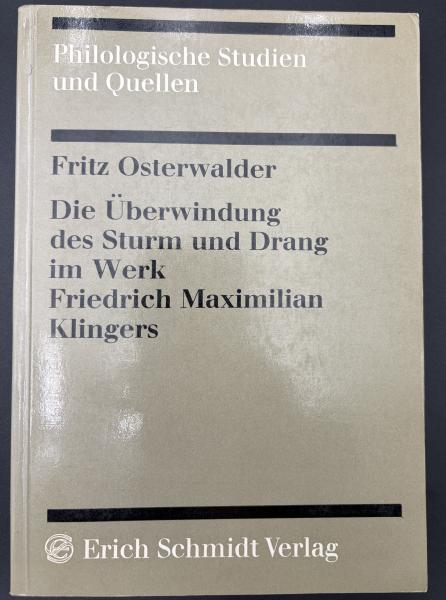 Philologische Studien
und Quellen
Fritz Osterwalder
Die Überwindung
des Sturm und Drang
im Werk
Friedrich Maximilian
Klingers
Erich Schmidt Verlag